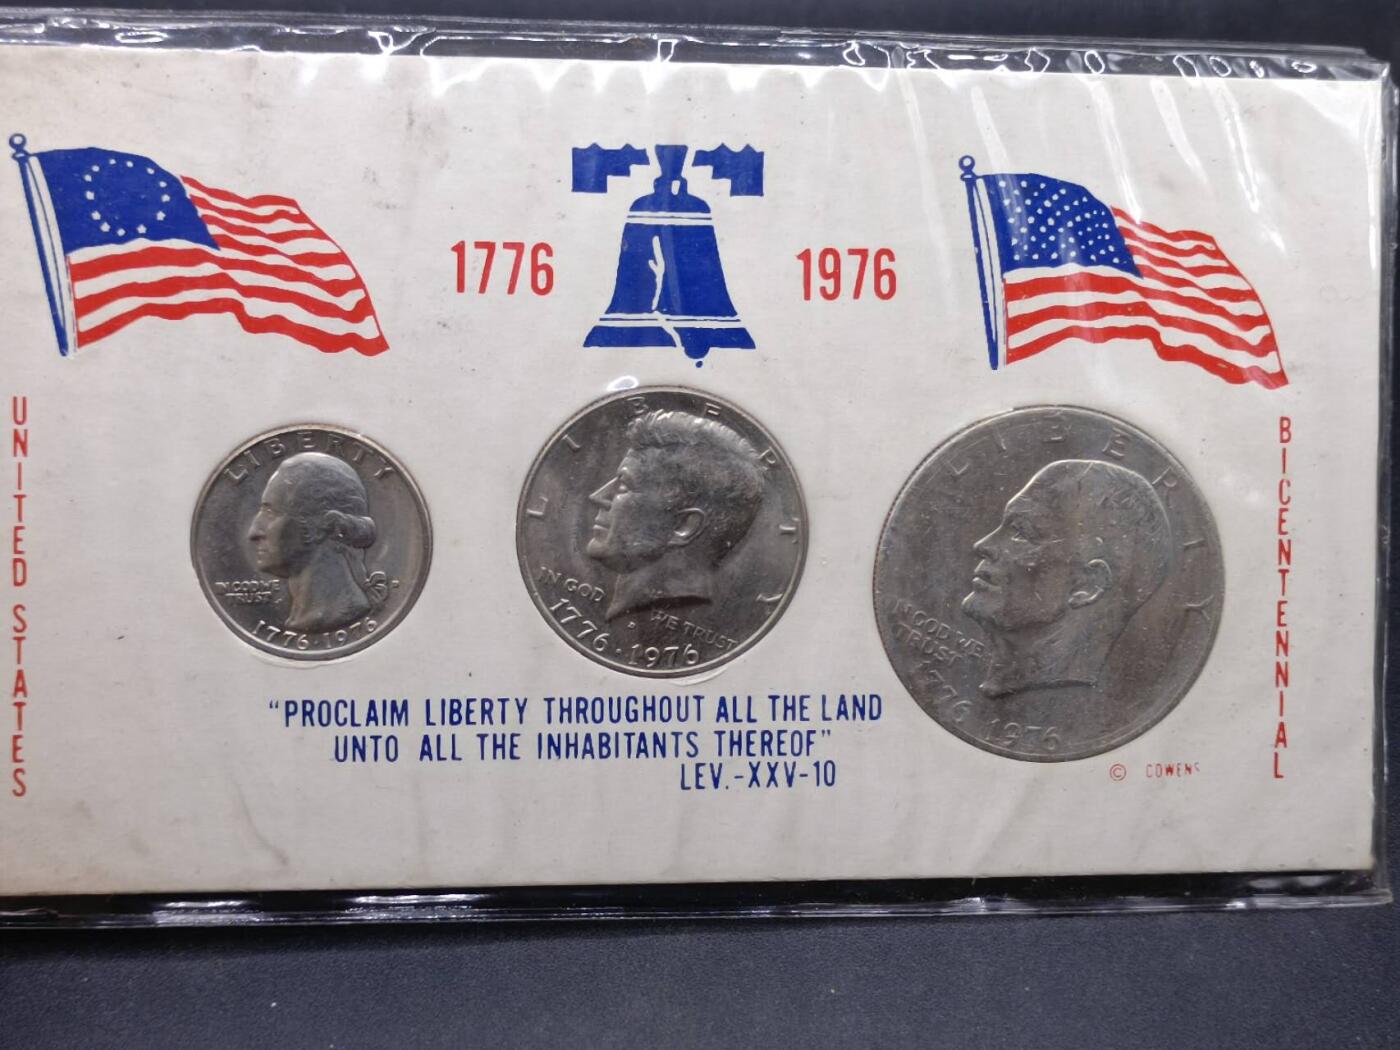 1776
1976
UNITED STATES
BICENTENNIAL
LIBERTY
IN GOD WE
TRUST
D
1776·1976
LIBERTY
IN GOD
WE TRUST
D
1776·1976
LIBERTY
IN GOD WE
TRUST
1776 1976
"PROCLAIM LIBERTY THROUGHOUT ALL THE LAND
UNTO ALL THE INHABITANTS THEREOF"
LEV.-XXV-10
© COWENS